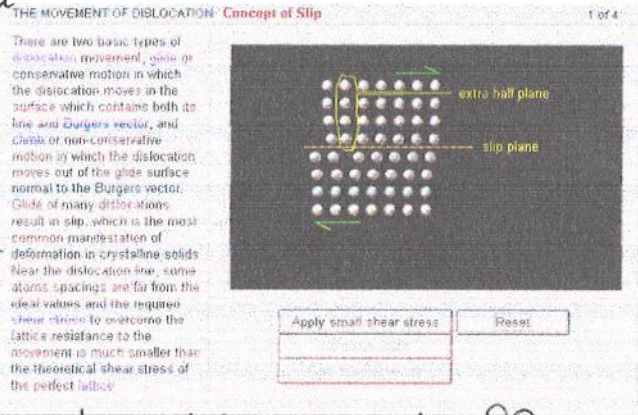 THE MOVEMENT OF DISLOCATION: Concept of Slip
1 of 4
There are two basic types of
dislocation movement, glide or
conservative motion in which
the dislocation moves in the
surface which contains both its
line and Burgers vector, and
climb or non-conservative
motion in which the dislocation
moves out of the glide surface
normal to the Burgers vector.
Glide of many dislocations
result in slip, which is the most
common manifestation of
deformation in crystalline solids
Near the dislocation line, some
atoms spacings are far from the
ideal values and the required
shear stress to overcome the
lattice resistance to the
movement is much smaller than
the theoretical shear stress of
the perfect lattice
extra half plane
slip plane
Apply small shear stress
Reset